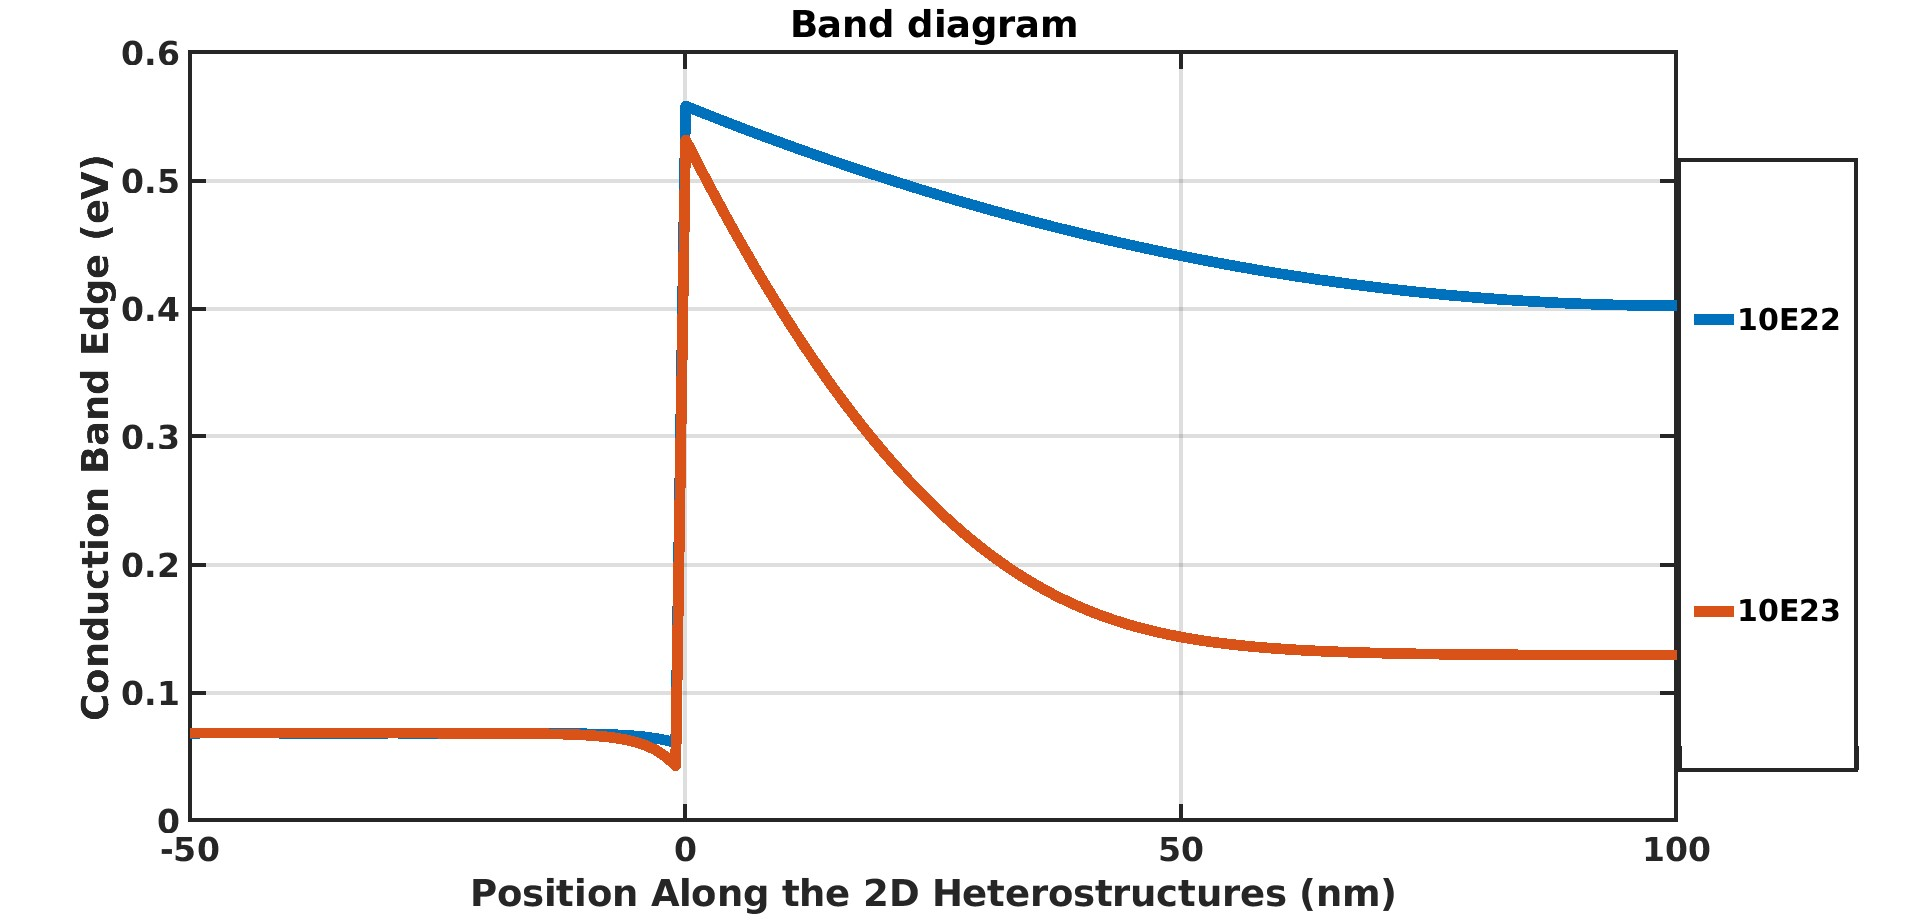 Band diagram
Conduction Band Edge (eV)
0.6
0.5
0.4
0.3
0.2
0.1
0
-50
0
50
100
Position Along the 2D Heterostructures (nm)
10E22
10E23